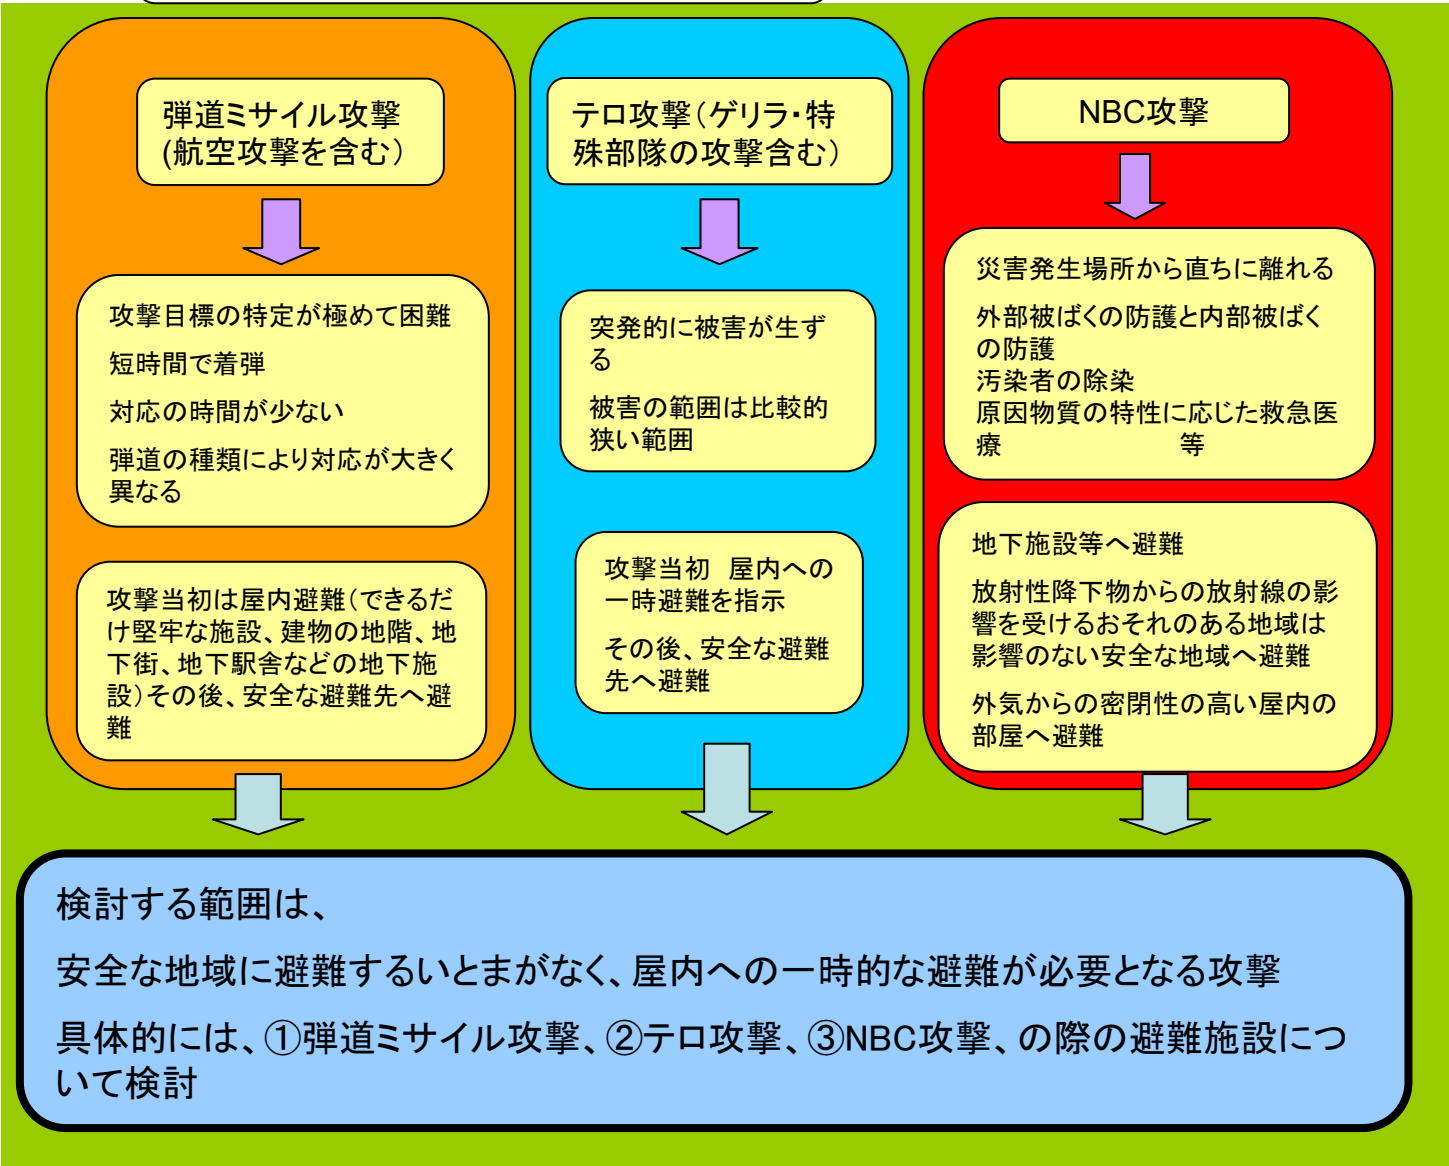 弾道ミサイル攻撃
(航空攻撃を含む)
攻撃目標の特定が極めて困難
短時間で着弾
対応の時間が少ない
弾道の種類により対応が大きく
異なる
攻撃当初は屋内避難(できるだ
け堅牢な施設、建物の地階、地
下街、地下駅舎などの地下施
設)その後、安全な避難先へ避
難
テロ攻撃(ゲリラ・特
殊部隊の攻撃含む)
突発的に被害が生ず
る
被害の範囲は比較的
狭い範囲
攻撃当初 屋内への
一時避難を指示
その後、安全な避難
先へ避難
NBC攻撃
災害発生場所から直ちに離れる
外部被ばくの防護と内部被ばく
の防護
汚染者の除染
原因物質の特性に応じた救急医
療 等
地下施設等へ避難
放射性降下物からの放射線の影
響を受けるおそれのある地域は
影響のない安全な地域へ避難
外気からの密閉性の高い屋内の
部屋へ避難
検討する範囲は、
安全な地域に避難するいとまがなく、屋内への一時的な避難が必要となる攻撃
具体的には、①弾道ミサイル攻撃、②テロ攻撃、③NBC攻撃、の際の避難施設につ
いて検討